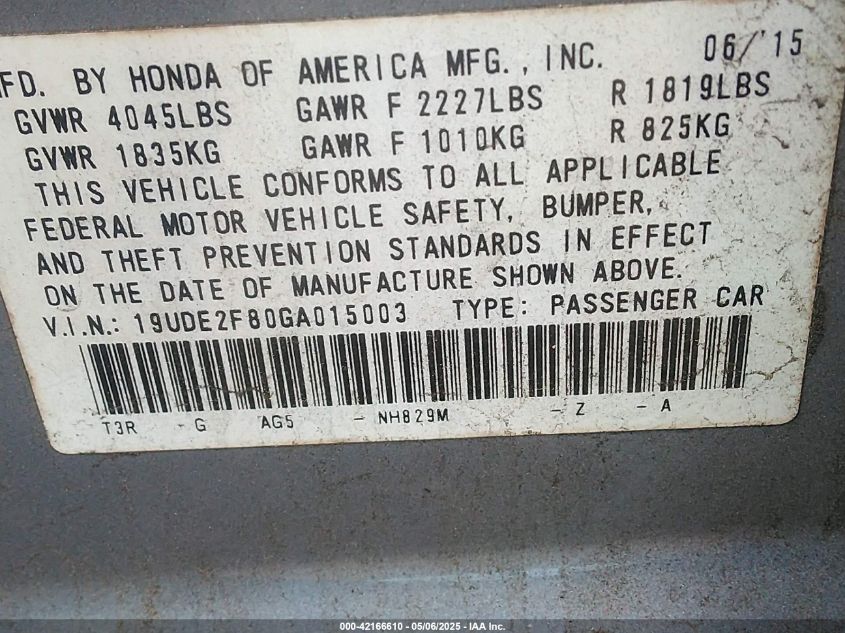 MFD. BY HONDA OF AMERICA MFG., INC. 06/'15
GVWR 4045LBS GAWR F 2227LBS R 1819LBS
GVWR 1835KG GAWR F 1010KG R 825KG
THIS VEHICLE CONFORMS TO ALL APPLICABLE
FEDERAL MOTOR VEHICLE SAFETY, BUMPER,
AND THEFT PREVENTION STANDARDS IN EFFECT
ON THE DATE OF MANUFACTURE SHOWN ABOVE.
V.I.N.: 19UDE2F80GA015003 TYPE: PASSENGER CAR
T3R - G AG5 - NH829M - Z - A
000-42166610 - 05/06/2025 - IAA Inc.